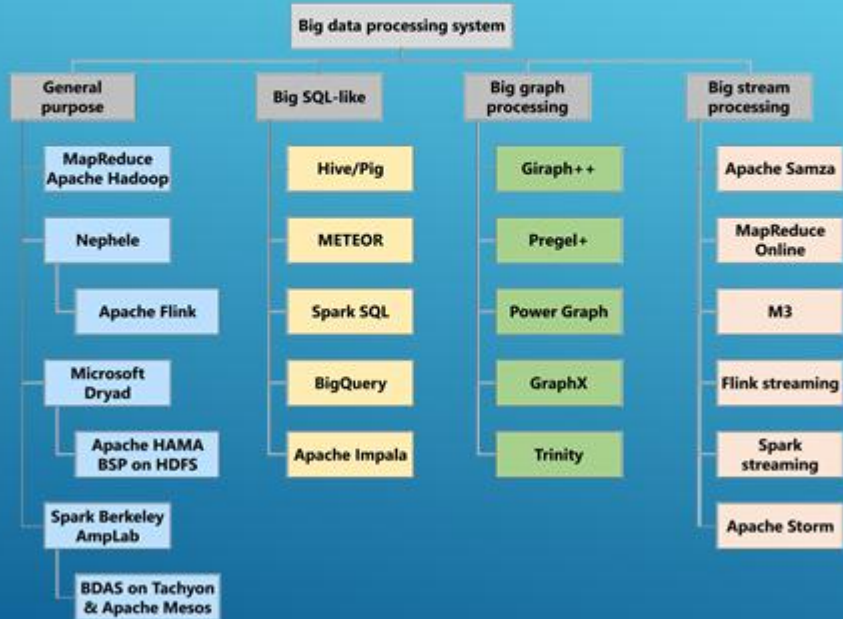 Big data processing system
General
purpose
Big SQL-like
Big graph
processing
Big stream
processing
MapReduce
Apache Hadoop
Nephele
Apache Flink
Microsoft
Dryad
Apache HAMA
BSP on HDFS
Spark Berkeley
AmpLab
BDAS on Tachyon
& Apache Mesos
Hive/Pig
METEOR
Spark SQL
BigQuery
Apache Impala
Giraph++
Pregel+
Power Graph
GraphX
Trinity
Apache Samza
MapReduce
Online
M3
Flink streaming
Spark
streaming
Apache Storm